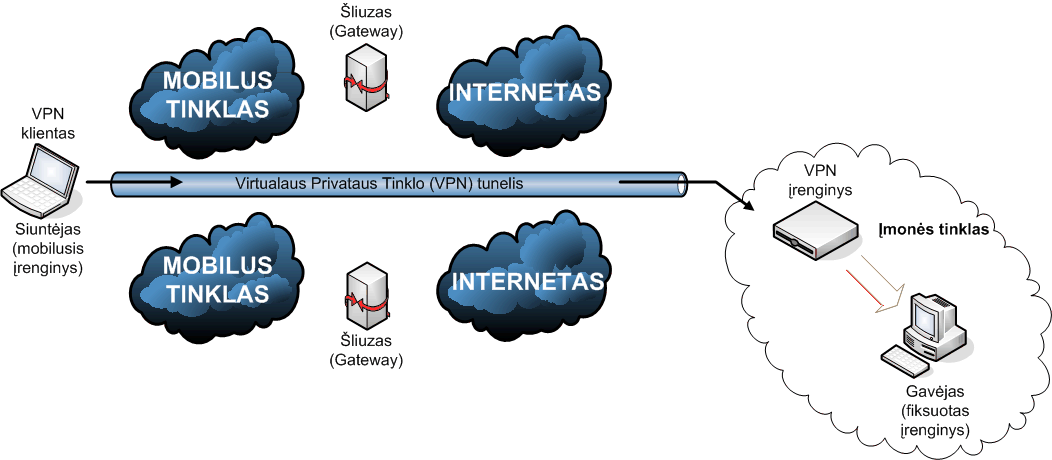 Šliuzas
(Gateway)
MOBILUS
TINKLAS
INTERNETAS
VPN
klientas
Virtualaus Privataus Tinklo (VPN) tunelis
VPN
įrenginys
Siuntėjas
(mobilusis
įrenginys)
Įmonės tinklas
MOBILUS
TINKLAS
INTERNETAS
Šliuzas
(Gateway)
Gavėjas
(fiksuotas
įrenginys)